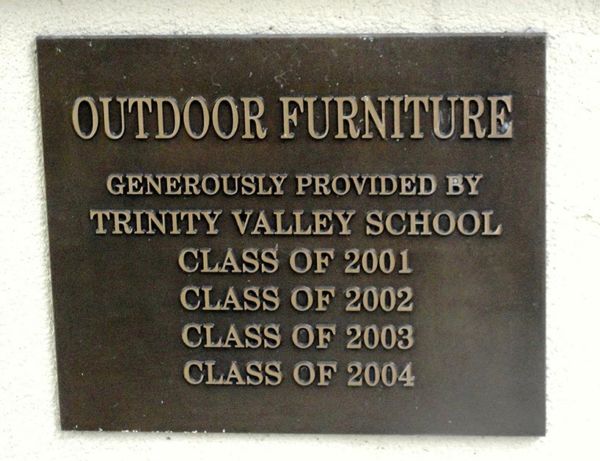 OUTDOOR FURNITURE
GENEROUSLY PROVIDED BY
TRINITY VALLEY SCHOOL
CLASS OF 2001
CLASS OF 2002
CLASS OF 2003
CLASS OF 2004